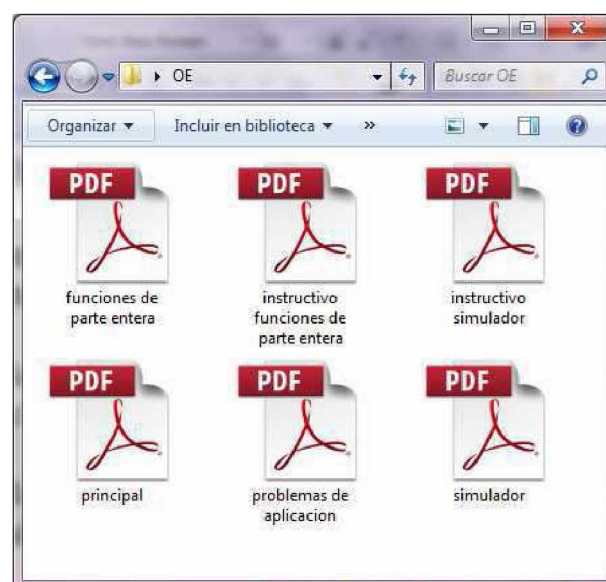 OE
Buscar OE
Organizar
Incluir en biblioteca
»
PDF
PDF
PDF
funciones de
parte entera
instructivo
funciones de
parte entera
instructivo
simulador
PDF
PDF
PDF
principal
problemas de
aplicacion
simulador